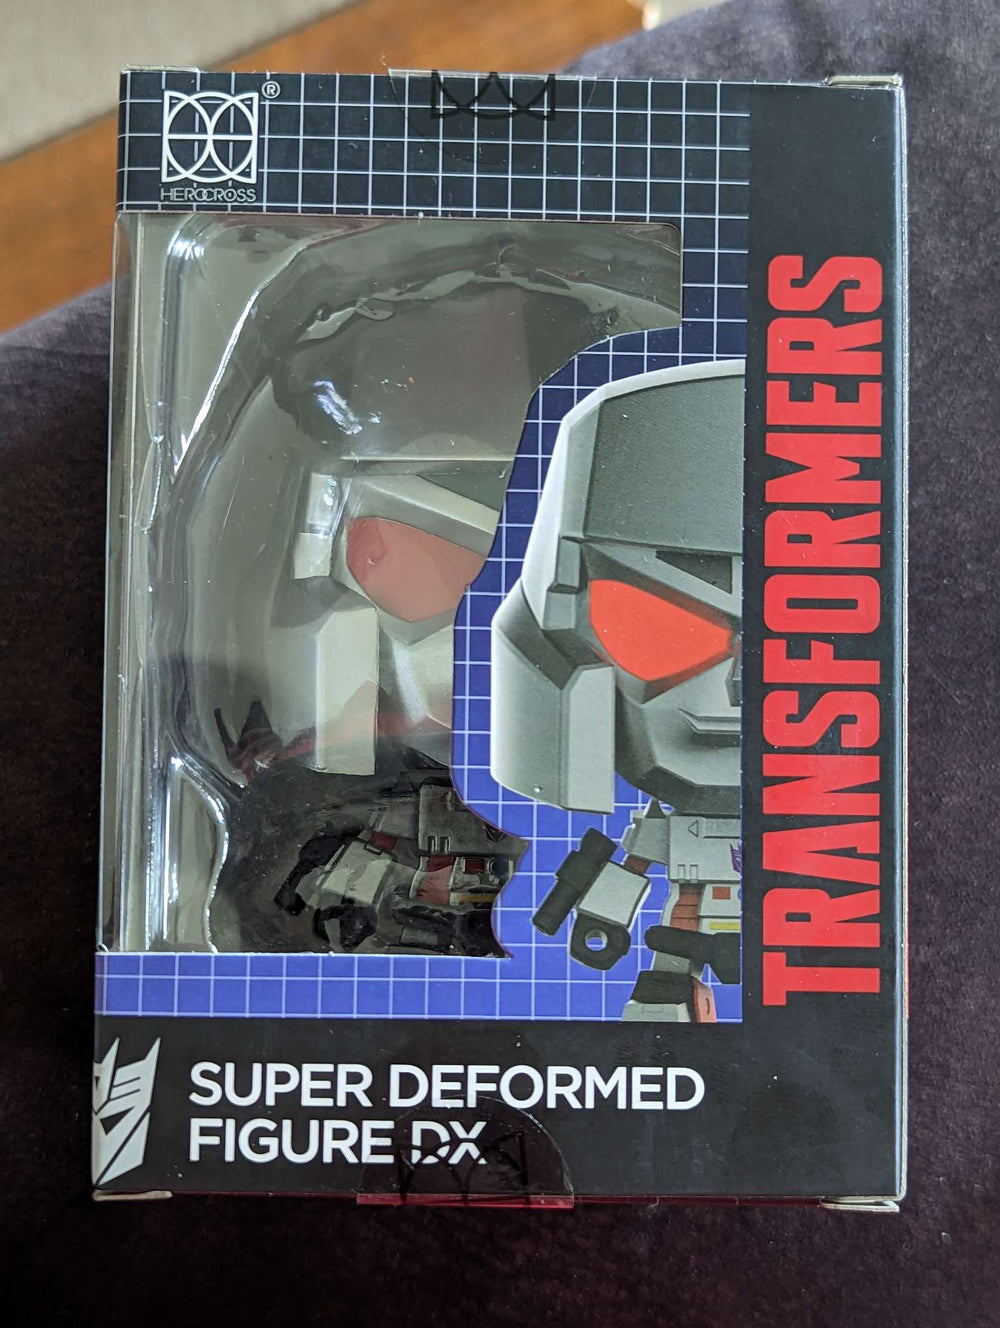 ®
HEROCROSS
TRANSFORMERS
SUPER DEFORMED
FIGURE DX